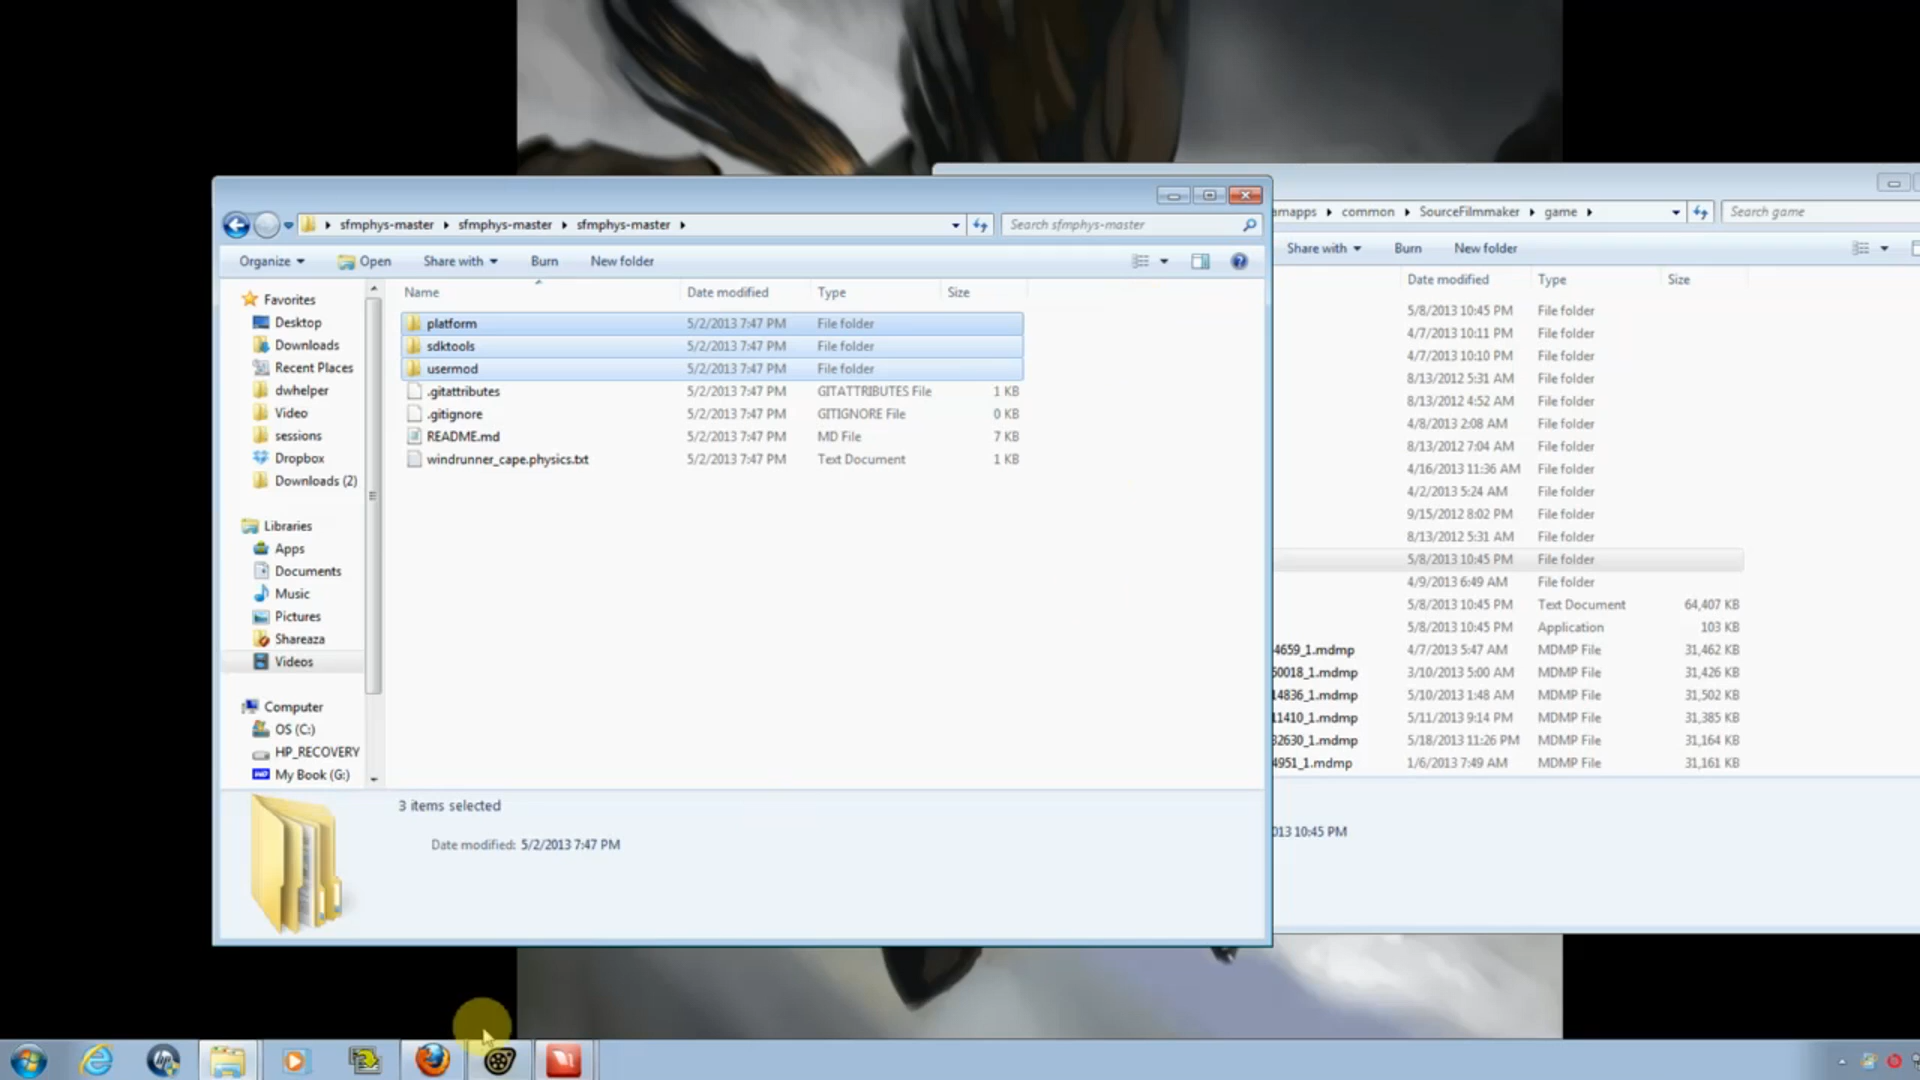 sfmphys-master sfmphys-master sfmphys-master Search sfmphys-master
Organize Open Share with Burn New folder
Favorites
Desktop
Downloads
Recent Places
dwhelper
Video
sessions
Dropbox
Downloads (2)
Libraries
Apps
Documents
Music
Pictures
Shareaza
Videos
Computer
OS (C:)
HP_RECOVERY
My Book (G:)
Name Date modified Type Size
platform 5/2/2013 7:47 PM File folder
sdktools 5/2/2013 7:47 PM File folder
usermod 5/2/2013 7:47 PM File folder
.gitattributes 5/2/2013 7:47 PM GITATTRIBUTES File 1 KB
.gitignore 5/2/2013 7:47 PM GITIGNORE File 0 KB
README.md 5/2/2013 7:47 PM MD File 7 KB
windrunner_cape.physics.txt 5/2/2013 7:47 PM Text Document 1 KB
3 items selected
Date modified: 5/2/2013 7:47 PM
amapps common SourceFilmmaker game Search game
Share with Burn New folder
Date modified Type Size
5/8/2013 10:45 PM File folder
4/7/2013 10:11 PM File folder
4/7/2013 10:10 PM File folder
8/13/2012 5:31 AM File folder
8/13/2012 4:52 AM File folder
4/8/2013 2:08 AM File folder
8/13/2012 7:04 AM File folder
4/16/2013 11:36 AM File folder
4/2/2013 5:24 AM File folder
9/15/2012 8:02 PM File folder
8/13/2012 5:31 AM File folder
5/8/2013 10:45 PM File folder
4/9/2013 6:49 AM File folder
5/8/2013 10:45 PM Text Document 64,407 KB
5/8/2013 10:45 PM Application 103 KB
4659_1.mdmp 4/7/2013 5:47 AM MDMP File 31,462 KB
60018_1.mdmp 3/10/2013 5:00 AM MDMP File 31,426 KB
14836_1.mdmp 5/10/2013 1:48 AM MDMP File 31,502 KB
11410_1.mdmp 5/11/2013 9:14 PM MDMP File 31,385 KB
32630_1.mdmp 5/18/2013 11:26 PM MDMP File 31,164 KB
4951_1.mdmp 1/6/2013 7:49 AM MDMP File 31,161 KB
013 10:45 PM